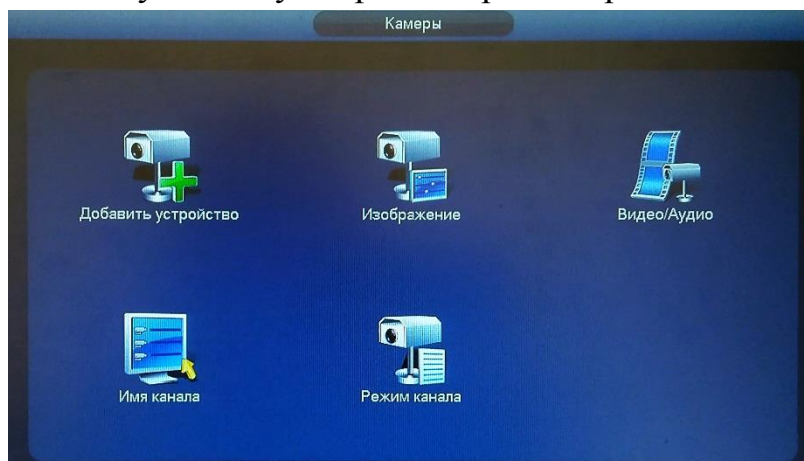 Камеры
Добавить устройство
Изображение
Видео/Аудио
Имя канала
Режим канала